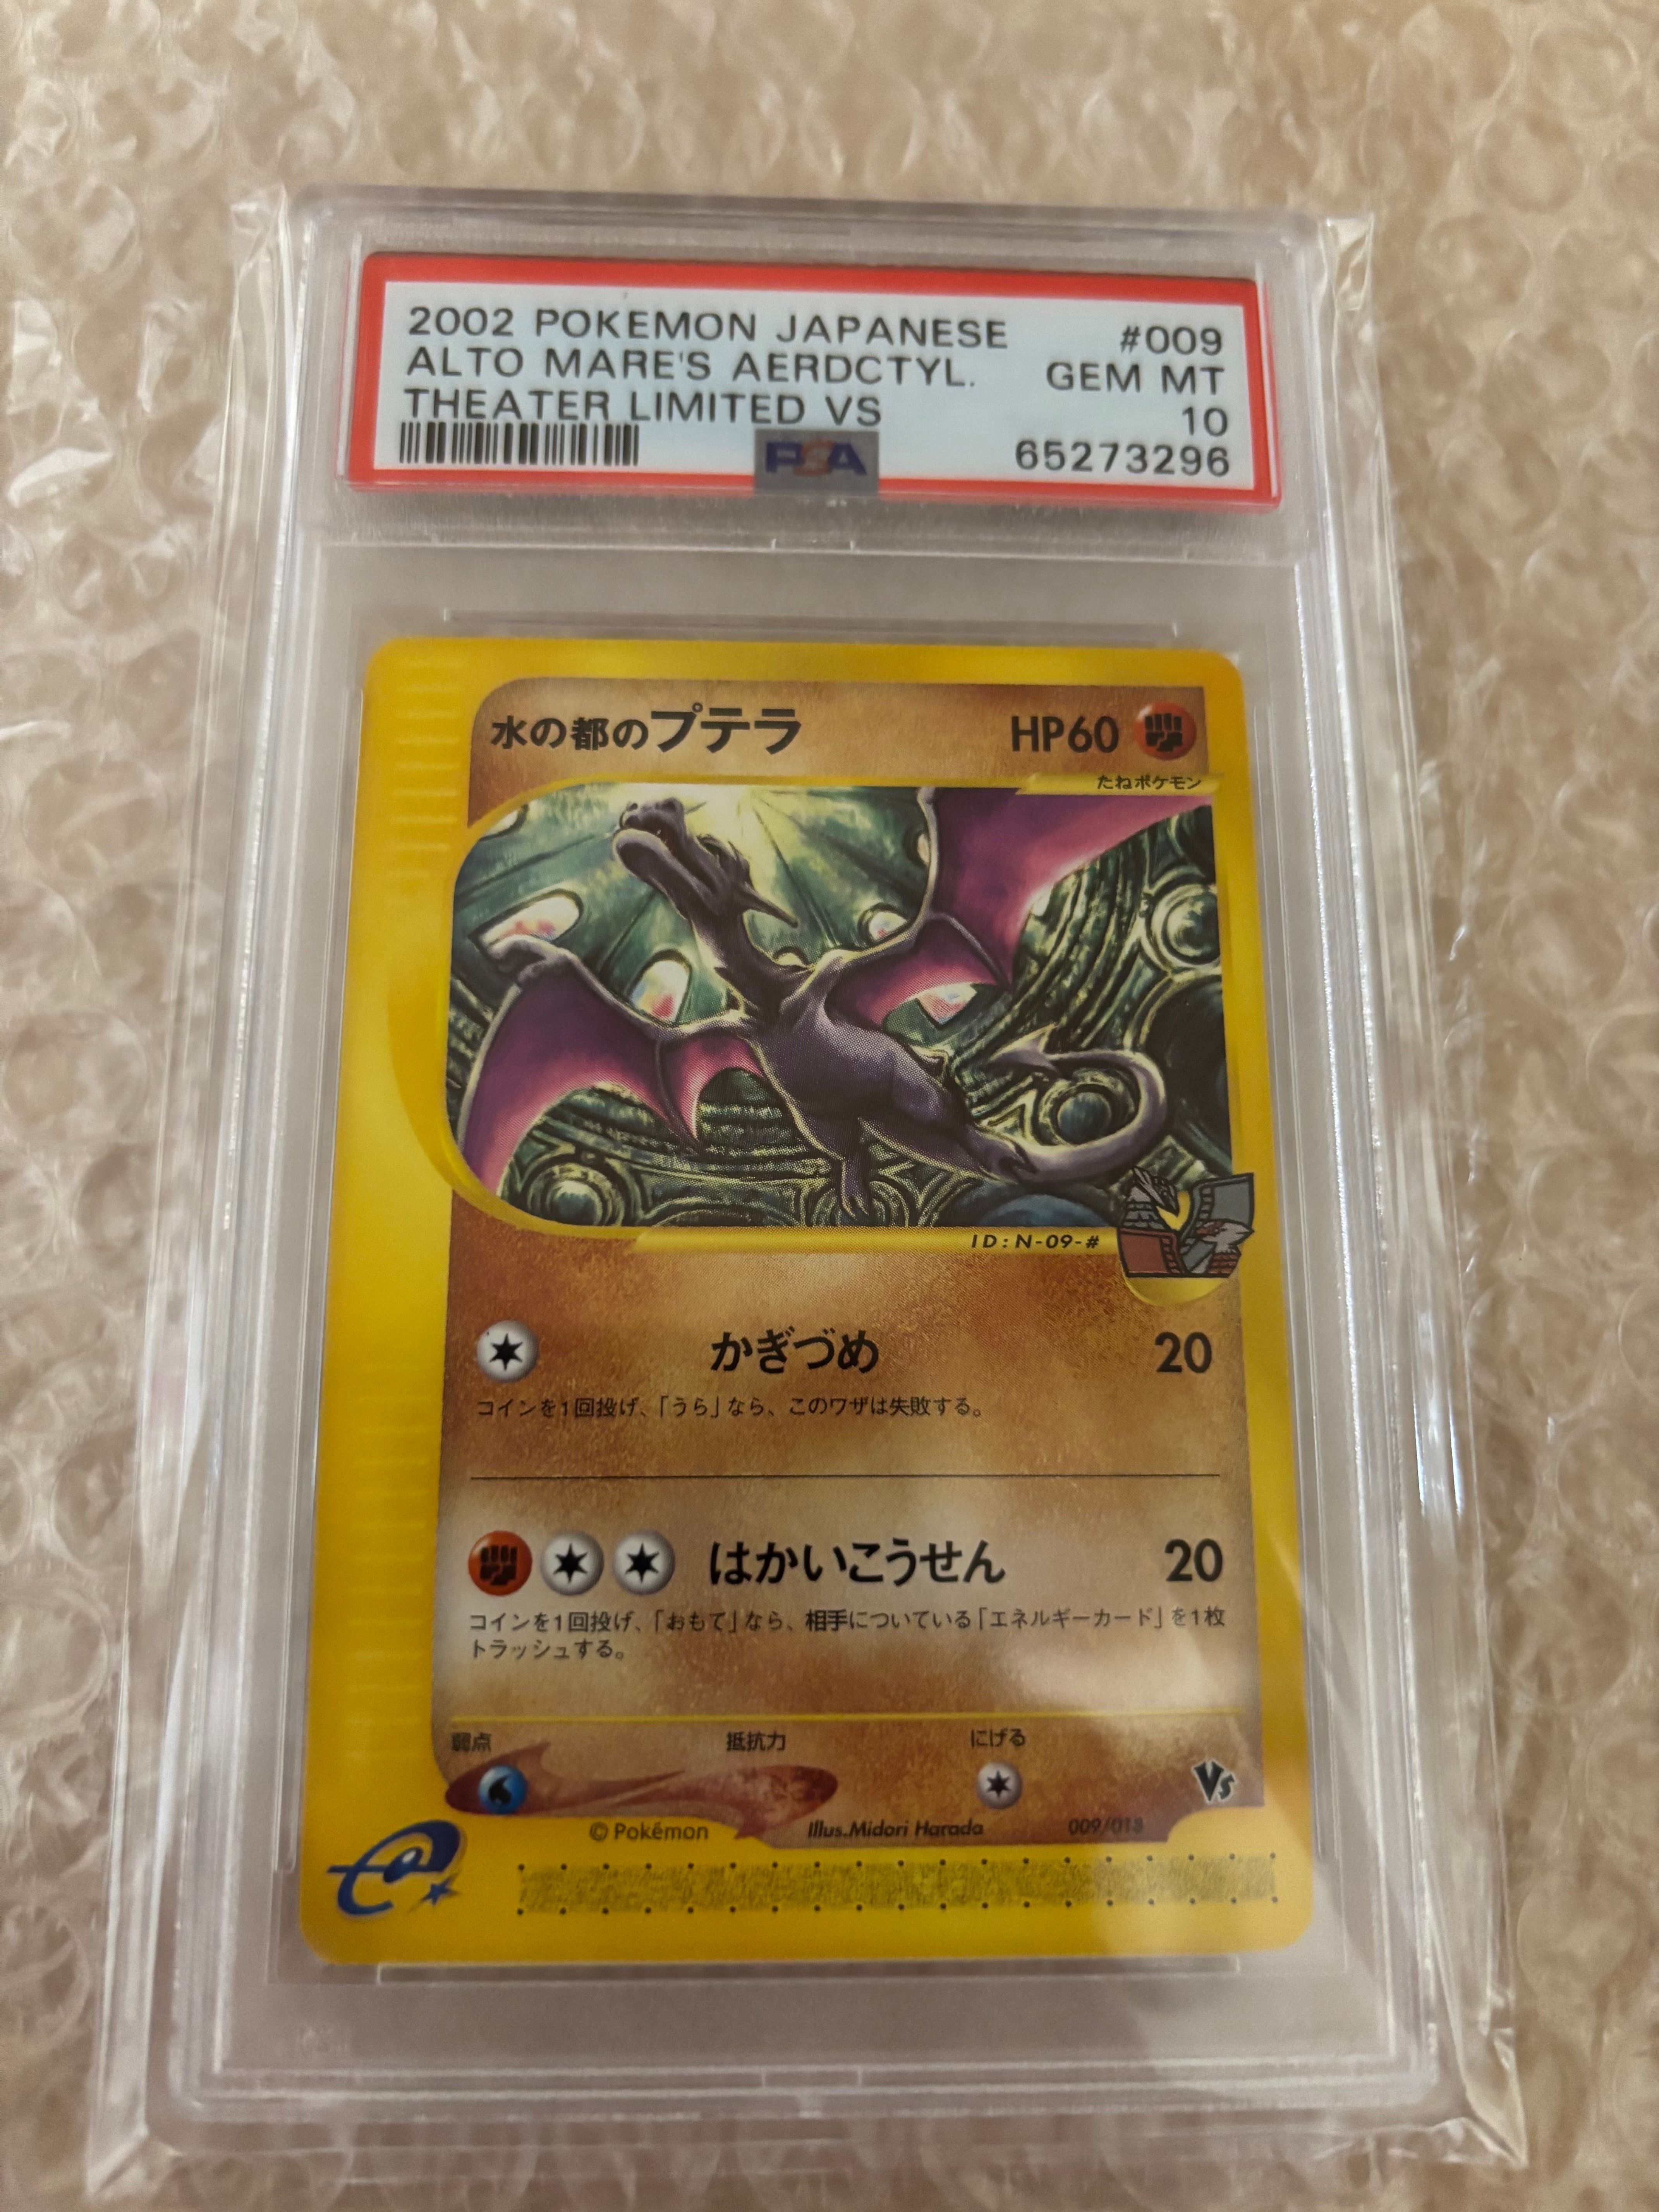 2002 POKEMON JAPANESE #009
ALTO MARE'S AERDCTYL. GEM MT
THEATER LIMITED VS 10
PSA 65273296
水の都のプテラ HP60
たねポケモン
ID:N-09-#
かぎづめ 20
コインを1回投げ、「うら」なら、このワザは失敗する。
はかいこうせん 20
コインを1回投げ、「おもて」なら、相手についている「エネルギーカード」を1枚
トラッシュする。
弱点 抵抗力 にげる
VS
© Pokémon Illus.Midori Harada 009/018
e